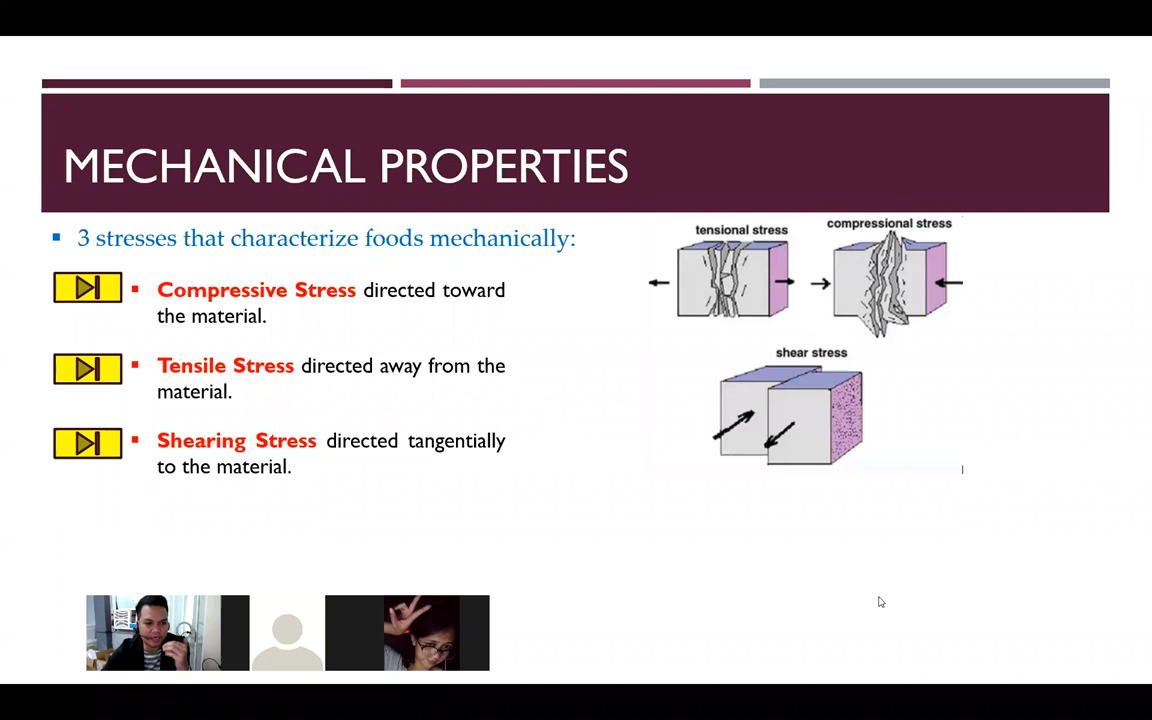 MECHANICAL PROPERTIES
3 stresses that characterize foods mechanically:
Compressive Stress directed toward
the material.
Tensile Stress directed away from the
material.
Shearing Stress directed tangentially
to the material.
tensional stress
compressional stress
shear stress